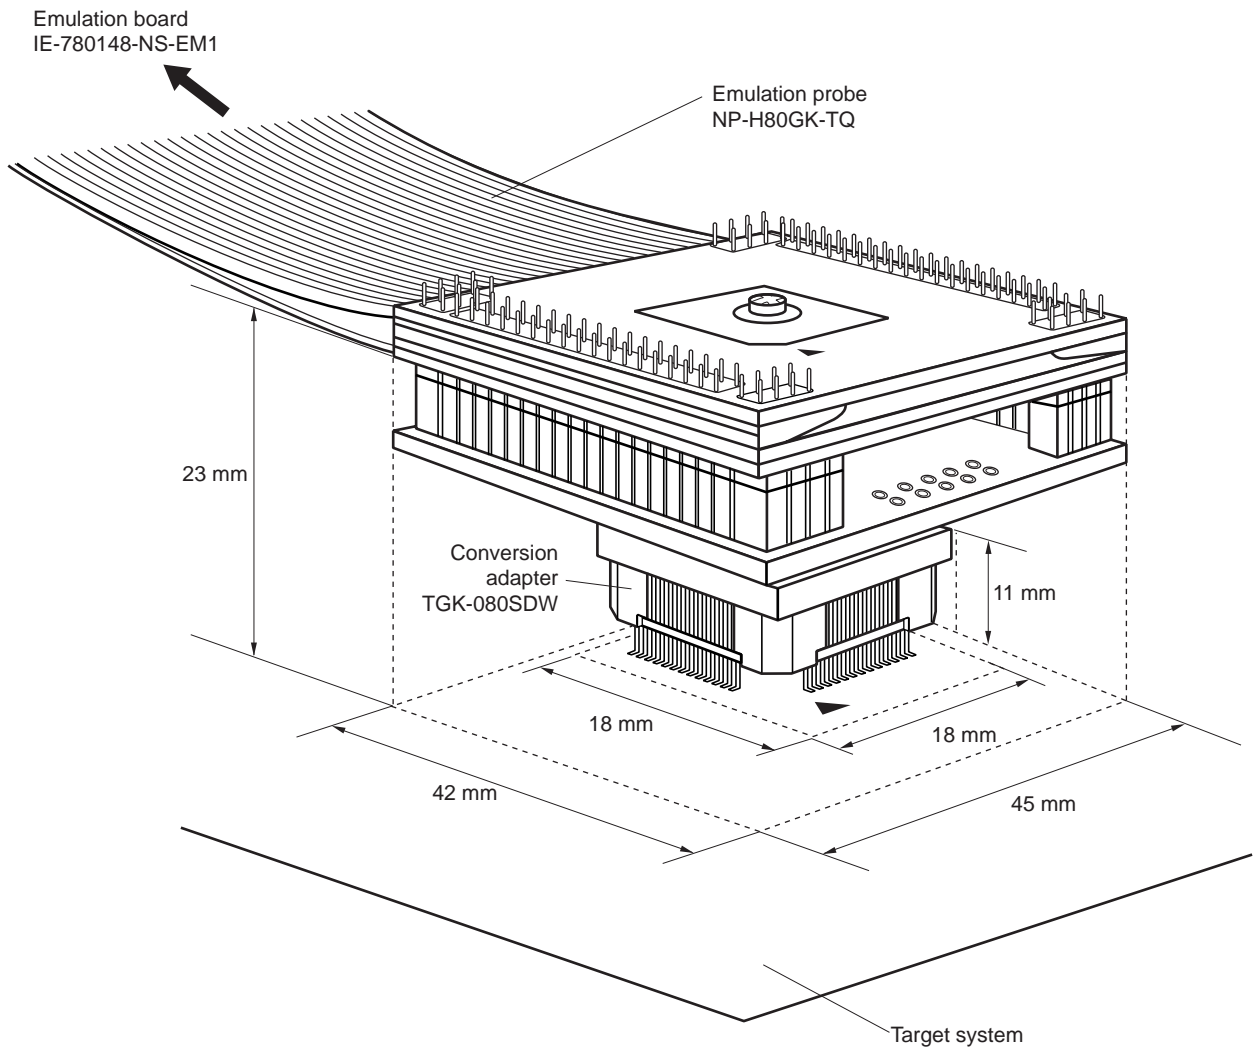 Emulation board
IE-780148-NS-EM1
Emulation probe
NP-H80GK-TQ
23 mm
Conversion
adapter
TGK-080SDW
11 mm
18 mm
18 mm
42 mm
45 mm
Target system